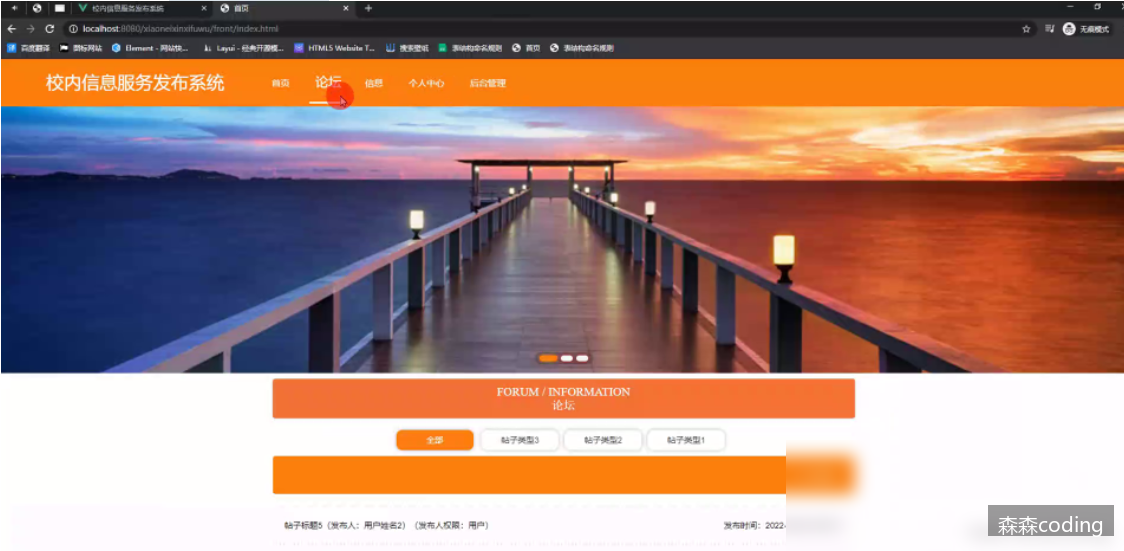 校内信息服务发布系统
首页
localhost:8080/xiaoneixinxifuwu/front/index.html
无痕模式
百度翻译
图标网站
Element - 网站快...
Layui - 经典开源模...
HTML5 Website T...
搜索壁纸
表结构命名规则
首页
表结构命名规则
校内信息服务发布系统
首页
论坛
信息
个人中心
后台管理
FORUM / INFORMATION
论坛
全部
帖子类型3
帖子类型2
帖子类型1
帖子标题5（发布人：用户姓名2）（发布人权限：用户）
发布时间：2022-
森森coding